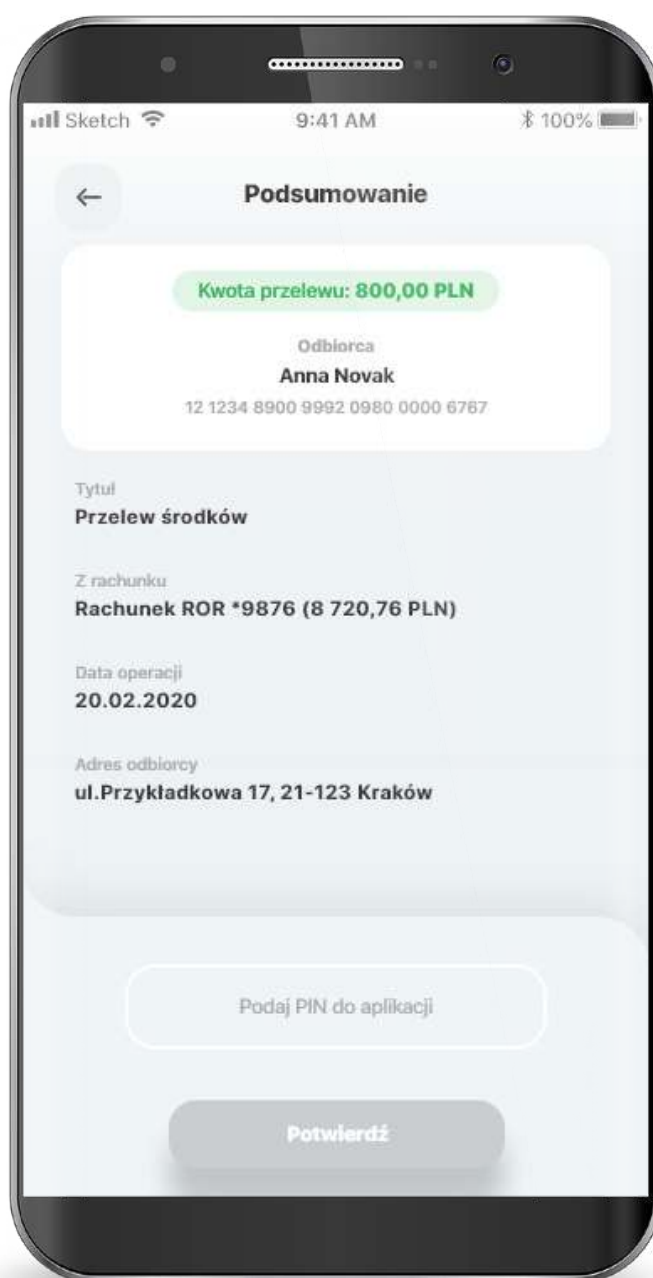 Sketch 9:41 AM 100%
Podsumowanie
Kwota przelewu: 800,00 PLN
Odbiorca
Anna Novak
12 1234 8900 9992 0980 0000 6767
Tytuł
Przelew środków
Z rachunku
Rachunek ROR *9876 (8 720,76 PLN)
Data operacji
20.02.2020
Adres odbiorcy
ul.Przykładkowa 17, 21-123 Kraków
Podaj PIN do aplikacji
Potwierdź